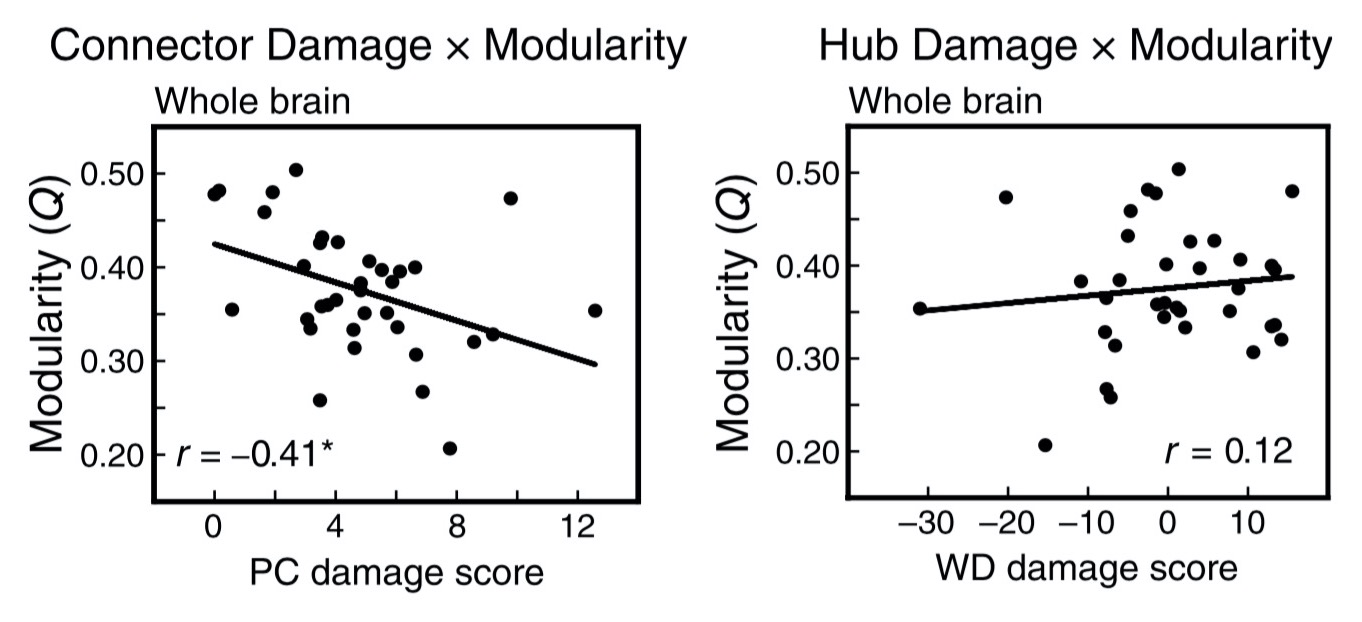 Connector Damage × Modularity
Whole brain
Modularity (Q)
0.50
0.40
0.30
0.20
r = −0.41*
0 4 8 12
PC damage score
Hub Damage × Modularity
Whole brain
Modularity (Q)
0.50
0.40
0.30
0.20
r = 0.12
−30 −20 −10 0 10
WD damage score